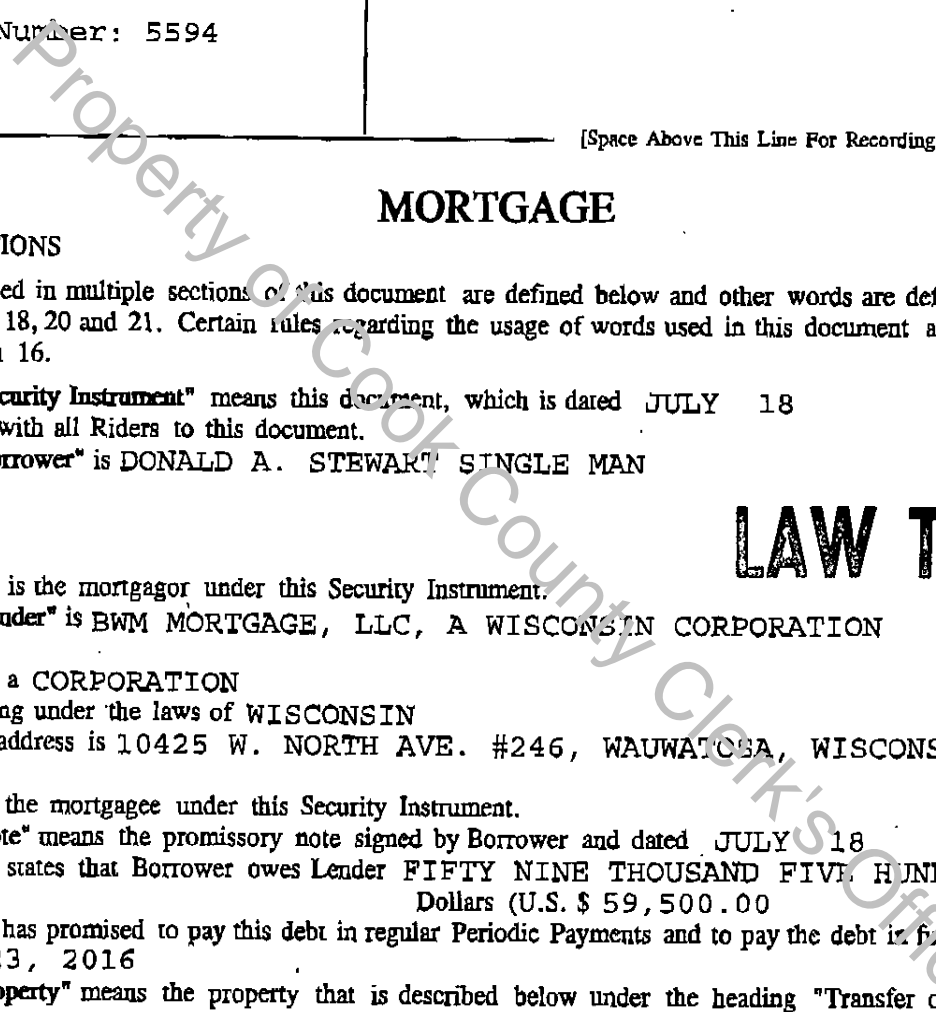 Number: 5594
[Space Above This Line For Recording
MORTGAGE
IONS
ed in multiple sections of this document are defined below and other words are def
18, 20 and 21. Certain rules regarding the usage of words used in this document a
16.
curity Instrument" means this document, which is dated JULY 18
with all Riders to this document.
rrower" is DONALD A. STEWART SINGLE MAN
LAW T
is the mortgagor under this Security Instrument.
nder" is BWM MORTGAGE, LLC, A WISCONSIN CORPORATION
a CORPORATION
ng under the laws of WISCONSIN
address is 10425 W. NORTH AVE. #246, WAUWATOSA, WISCONS
the mortgagee under this Security Instrument.
te" means the promissory note signed by Borrower and dated JULY 18
states that Borrower owes Lender FIFTY NINE THOUSAND FIVE HUN
Dollars (U.S. $ 59,500.00
has promised to pay this debt in regular Periodic Payments and to pay the debt in fu
3, 2016
operty" means the property that is described below under the heading "Transfer o
Property of Cook County Clerk's Offic